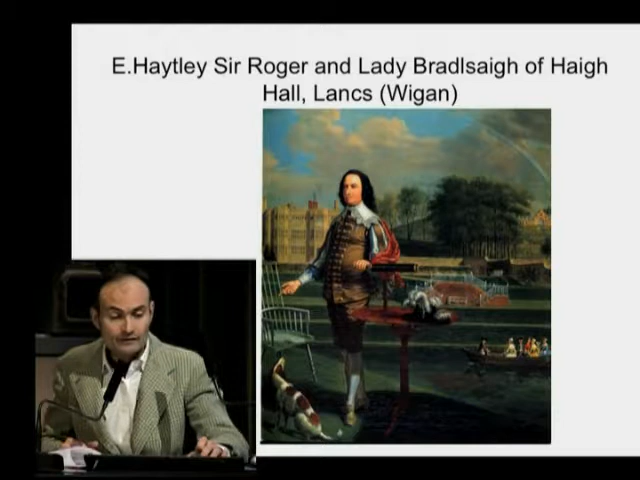 E.Haytley Sir Roger and Lady Bradlsaigh of Haigh
Hall, Lancs (Wigan)